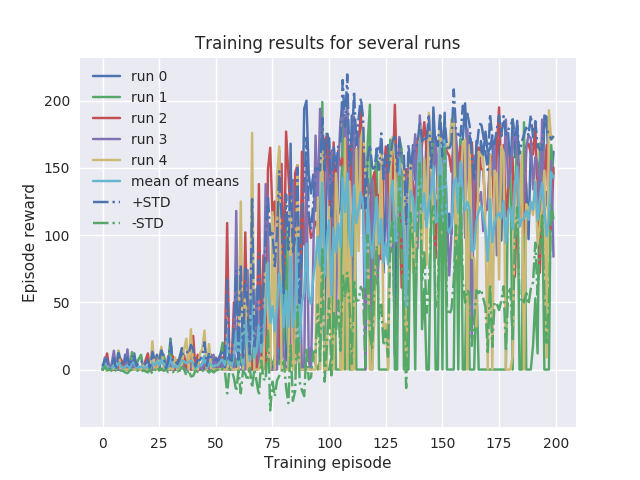 Training results for several runs
run 0
run 1
run 2
run 3
run 4
mean of means
+STD
-STD
200
150
100
50
0
Episode reward
0 25 50 75 100 125 150 175 200
Training episode